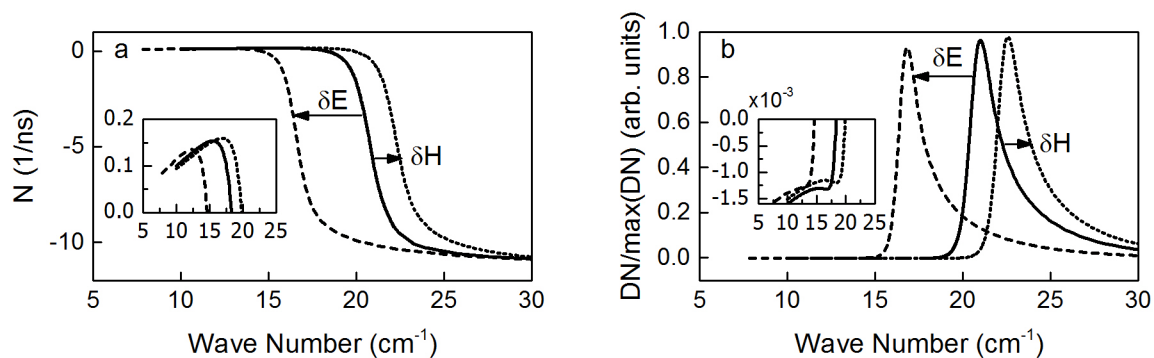 a
N (1/ns)
0
-5
-10
δE
δH
0.2
0.1
0.0
5 10 15 20 25
5 10 15 20 25 30
Wave Number (cm⁻¹)
b
DN/max(DN) (arb. units)
1.0
0.8
0.6
0.4
0.2
0.0
δE
δH
x10⁻³
0.0
-0.5
-1.0
-1.5
5 10 15 20 25
5 10 15 20 25 30
Wave Number (cm⁻¹)